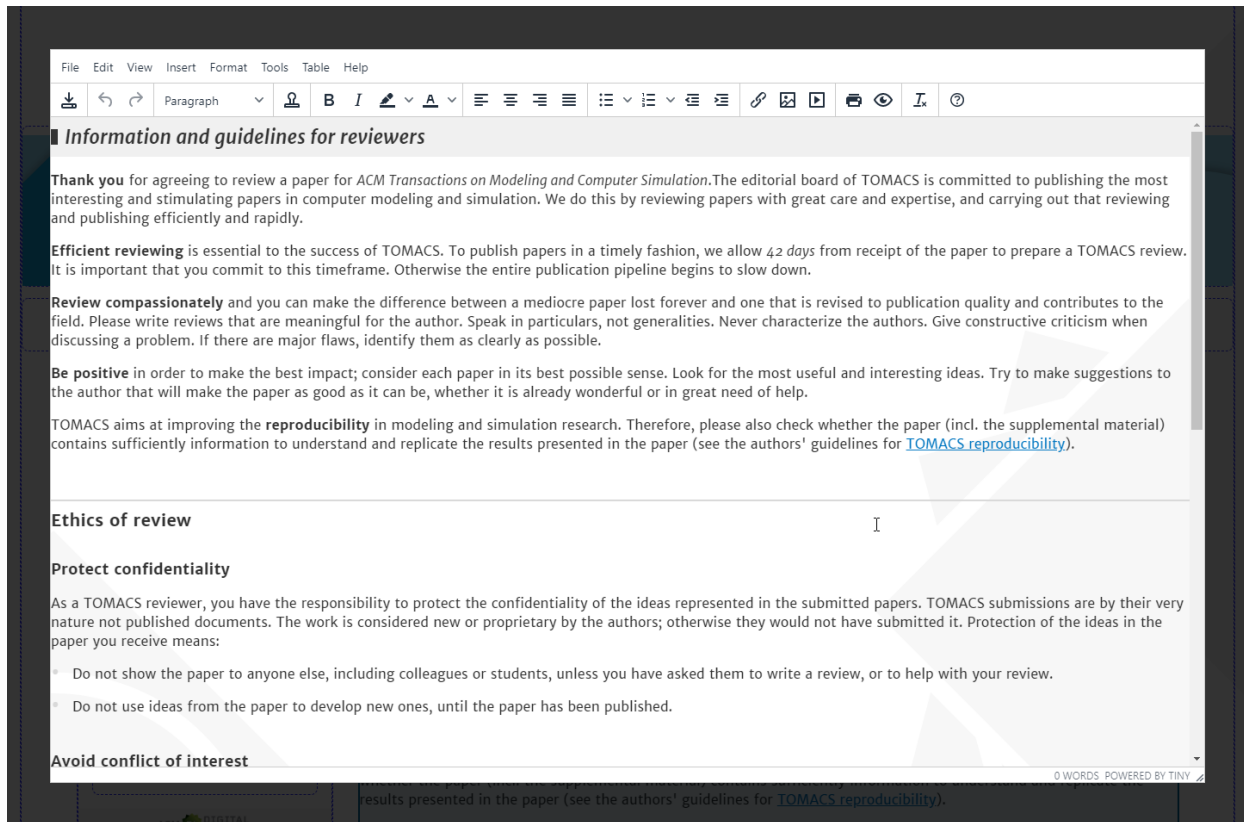 File Edit View Insert Format Tools Table Help
Paragraph B I A
Information and guidelines for reviewers
Thank you for agreeing to review a paper for ACM Transactions on Modeling and Computer Simulation.The editorial board of TOMACS is committed to publishing the most
interesting and stimulating papers in computer modeling and simulation. We do this by reviewing papers with great care and expertise, and carrying out that reviewing
and publishing efficiently and rapidly.
Efficient reviewing is essential to the success of TOMACS. To publish papers in a timely fashion, we allow 42 days from receipt of the paper to prepare a TOMACS review.
It is important that you commit to this timeframe. Otherwise the entire publication pipeline begins to slow down.
Review compassionately and you can make the difference between a mediocre paper lost forever and one that is revised to publication quality and contributes to the
field. Please write reviews that are meaningful for the author. Speak in particulars, not generalities. Never characterize the authors. Give constructive criticism when
discussing a problem. If there are major flaws, identify them as clearly as possible.
Be positive in order to make the best impact; consider each paper in its best possible sense. Look for the most useful and interesting ideas. Try to make suggestions to
the author that will make the paper as good as it can be, whether it is already wonderful or in great need of help.
TOMACS aims at improving the reproducibility in modeling and simulation research. Therefore, please also check whether the paper (incl. the supplemental material)
contains sufficiently information to understand and replicate the results presented in the paper (see the authors' guidelines for TOMACS reproducibility).
Ethics of review
Protect confidentiality
As a TOMACS reviewer, you have the responsibility to protect the confidentiality of the ideas represented in the submitted papers. TOMACS submissions are by their very
nature not published documents. The work is considered new or proprietary by the authors; otherwise they would not have submitted it. Protection of the ideas in the
paper you receive means:
Do not show the paper to anyone else, including colleagues or students, unless you have asked them to write a review, or to help with your review.
Do not use ideas from the paper to develop new ones, until the paper has been published.
Avoid conflict of interest
0 WORDS POWERED BY TINY
whether the paper (incl. the supplemental material) contains sufficiently information to understand and replicate the
results presented in the paper (see the authors' guidelines for TOMACS reproducibility).
DIGITAL